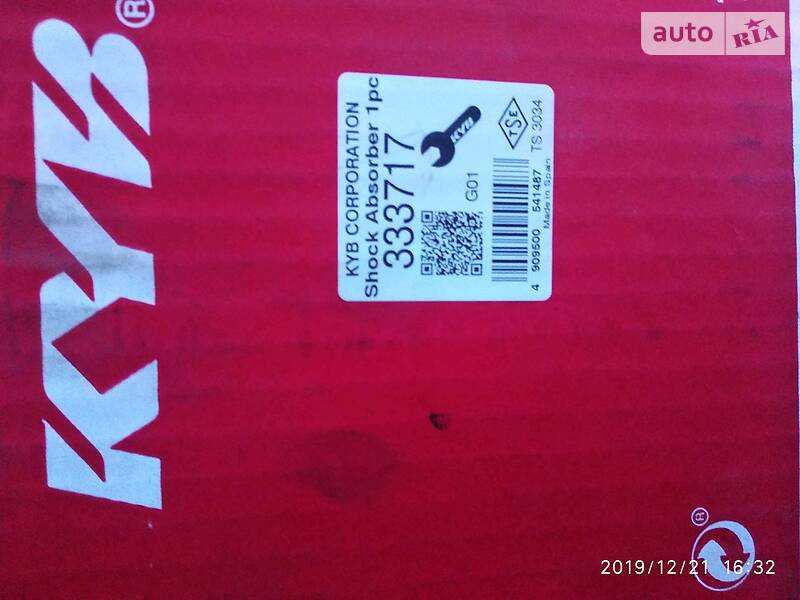 KYB®
KYB CORPORATION
Shock Absorber 1pc
333717
KYB
G01
4 909500 541487
Made in Spain
TSE
TS 3034
®
auto RIA
2019/12/21 16:32